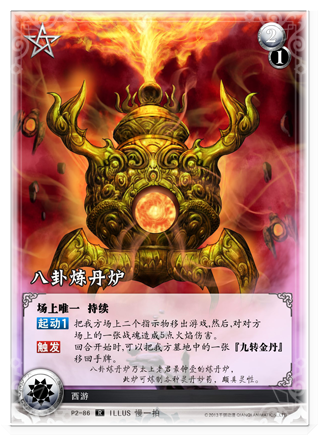 2
1
八卦炼丹炉
场上唯一 持续
起动1 把我方场上二个指示物移出游戏,然后,对对方
场上的一张战魂造成5点火焰伤害。
触发 回合开始时,可以把我方墓地中的一张『九转金丹』
移回手牌。
八卦炼丹炉乃太上老君最钟爱的炼丹炉,
此炉可炼制各种灵丹妙药,颇具灵性。
西游
P2-86 R ILLUS 慢一拍